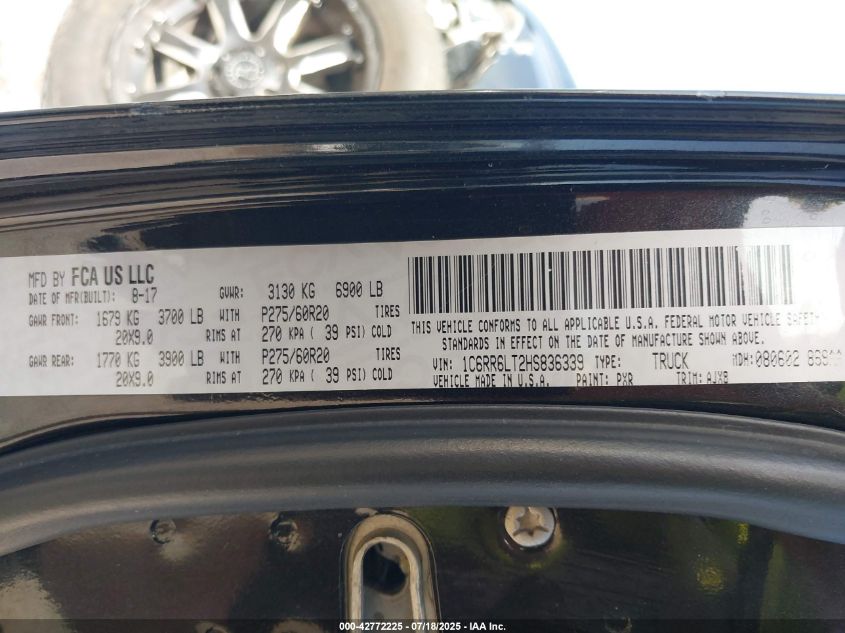 MFD BY FCA US LLC
DATE OF MFR(BUILT): 8-17 GVWR: 3130 KG 6900 LB
GAWR FRONT: 1679 KG 3700 LB WITH P275/60R20 TIRES
20X9.0 RIMS AT 270 KPA ( 39 PSI) COLD
GAWR REAR: 1770 KG 3900 LB WITH P275/60R20 TIRES
20X9.0 RIMS AT 270 KPA ( 39 PSI) COLD
THIS VEHICLE CONFORMS TO ALL APPLICABLE U.S.A. FEDERAL MOTOR VEHICLE SAFETY
STANDARDS IN EFFECT ON THE DATE OF MANUFACTURE SHOWN ABOVE.
VIN: 1C6RR6LT2HS836339 TYPE: TRUCK MDH: 080602
VEHICLE MADE IN U.S.A. PAINT: PXR TRIM: AJX8
000-42772225 - 07/18/2025 - IAA Inc.